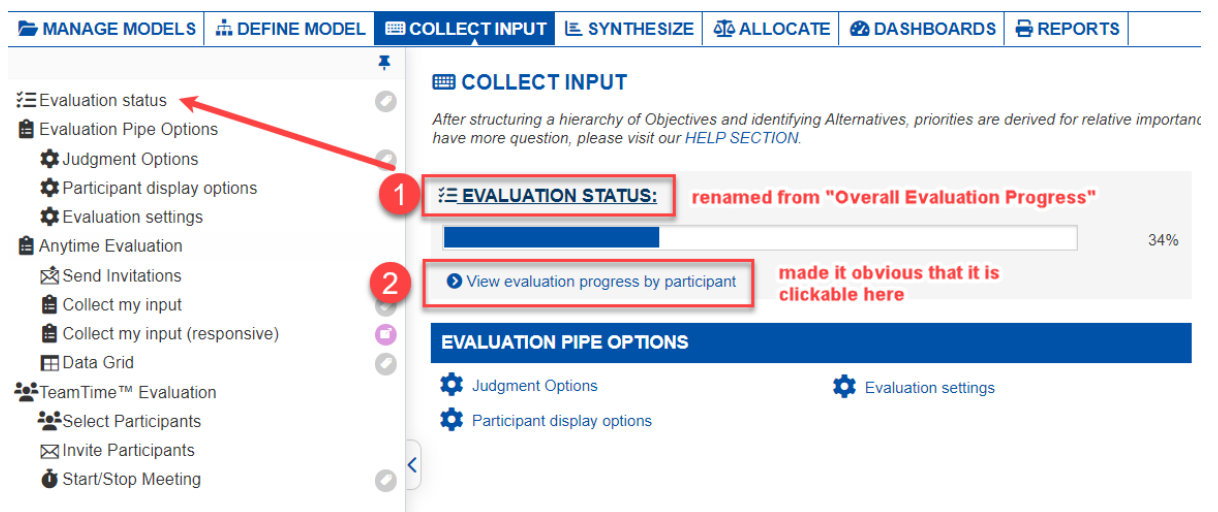 MANAGE MODELS DEFINE MODEL COLLECT INPUT SYNTHESIZE ALLOCATE DASHBOARDS REPORTS
Evaluation status
Evaluation Pipe Options
Judgment Options
Participant display options
Evaluation settings
Anytime Evaluation
Send Invitations
Collect my input
Collect my input (responsive)
Data Grid
TeamTime™ Evaluation
Select Participants
Invite Participants
Start/Stop Meeting
COLLECT INPUT
After structuring a hierarchy of Objectives and identifying Alternatives, priorities are derived for relative importanc
have more question, please visit our HELP SECTION.
1 EVALUATION STATUS: renamed from "Overall Evaluation Progress"
34%
2 View evaluation progress by participant made it obvious that it is
clickable here
EVALUATION PIPE OPTIONS
Judgment Options Evaluation settings
Participant display options